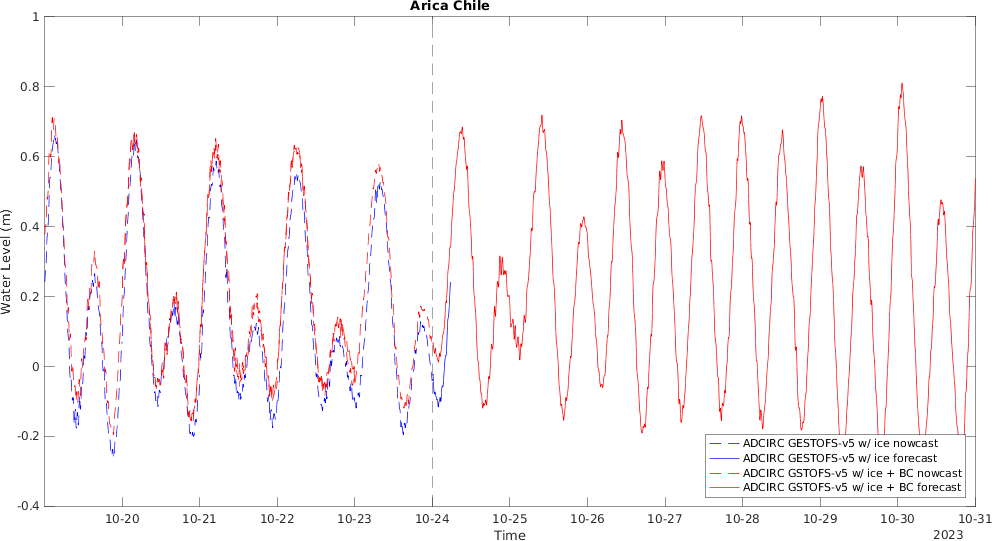 Arica Chile
Water Level (m)
1
0.8
0.6
0.4
0.2
0
-0.2
-0.4
10-20 10-21 10-22 10-23 10-24 10-25 10-26 10-27 10-28 10-29 10-30 10-31
Time
2023
ADCIRC GESTOFS-v5 w/ ice nowcast
ADCIRC GESTOFS-v5 w/ ice forecast
ADCIRC GSTOFS-v5 w/ ice + BC nowcast
ADCIRC GSTOFS-v5 w/ ice + BC forecast